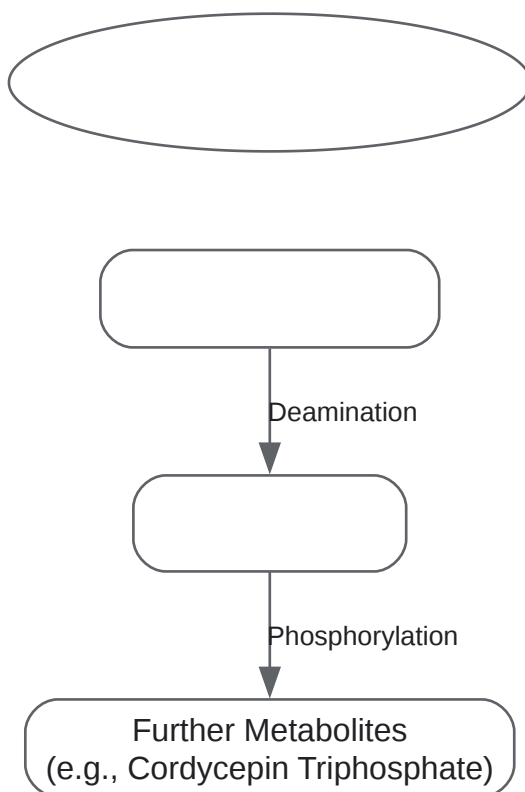 Deamination
Phosphorylation
Further Metabolites
(e.g., Cordycepin Triphosphate)